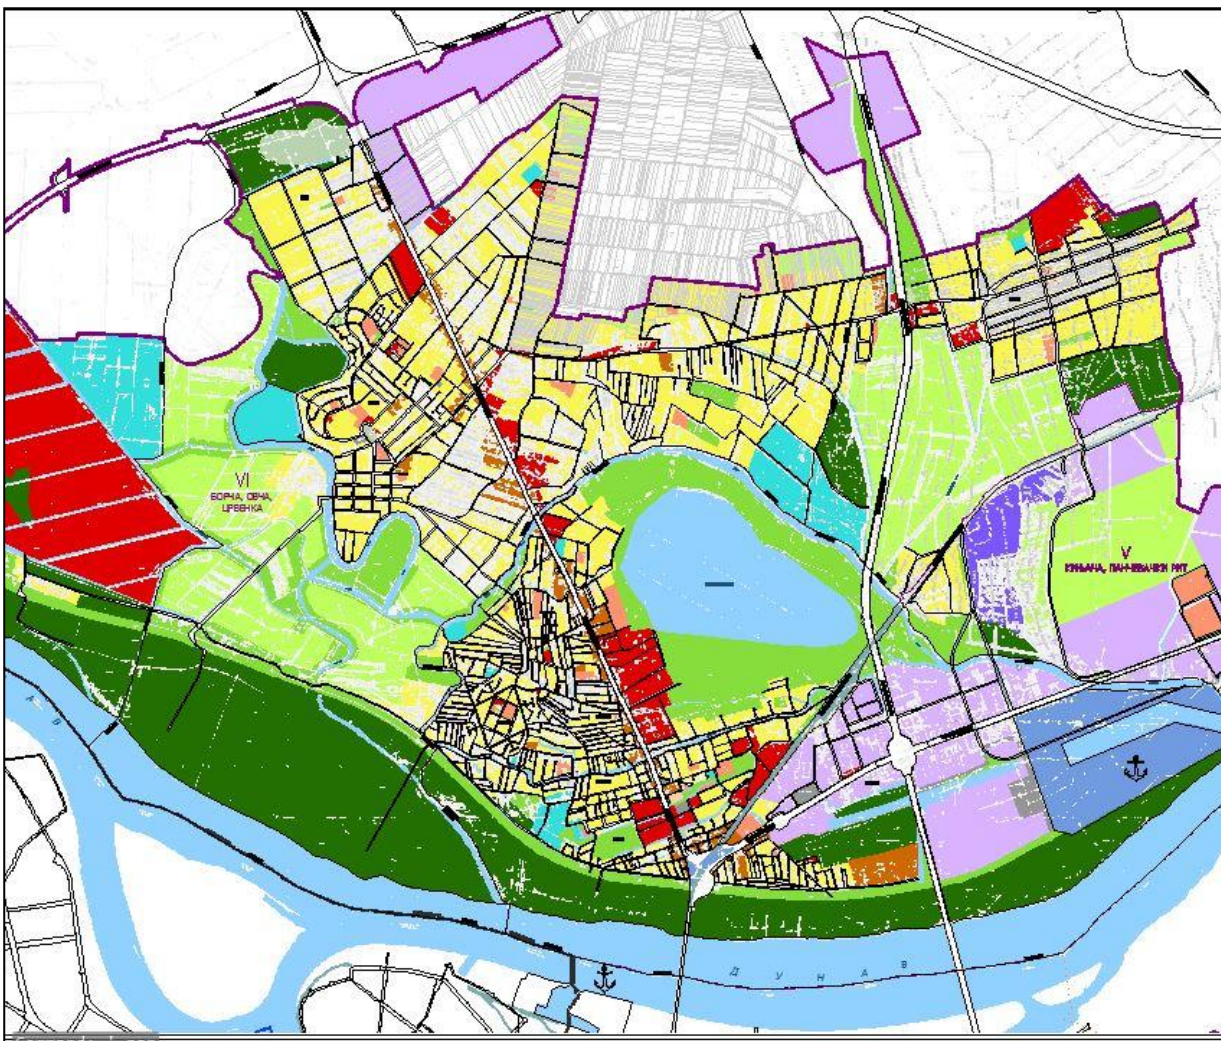 VI
БОРЧА, ОВЧА,
ЦРВЕНКА
V
КРЊАЧА, ПАНЧЕВАЧКИ РИТ
А В
Д У Н А В